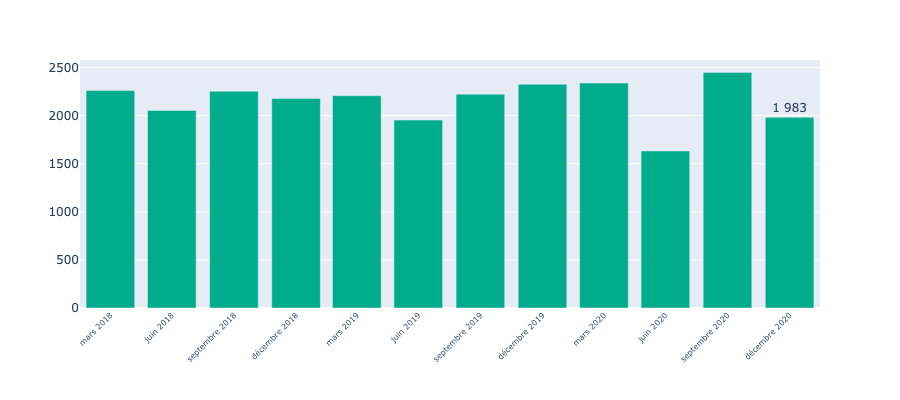 2500
2000
1500
1000
500
0
1 983
mars 2018
juin 2018
septembre 2018
décembre 2018
mars 2019
juin 2019
septembre 2019
décembre 2019
mars 2020
juin 2020
septembre 2020
décembre 2020